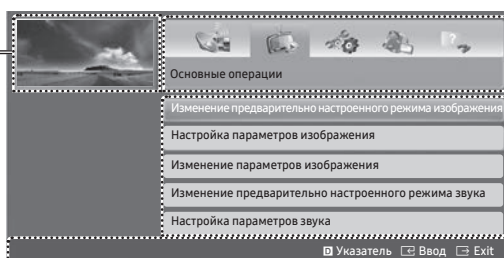 Основные операции
Изменение предварительно настроенного режима изображения
Настройка параметров изображения
Изменение параметров изображения
Изменение предварительно настроенного режима звука
Настройка параметров звука
D Указатель Ввод Exit